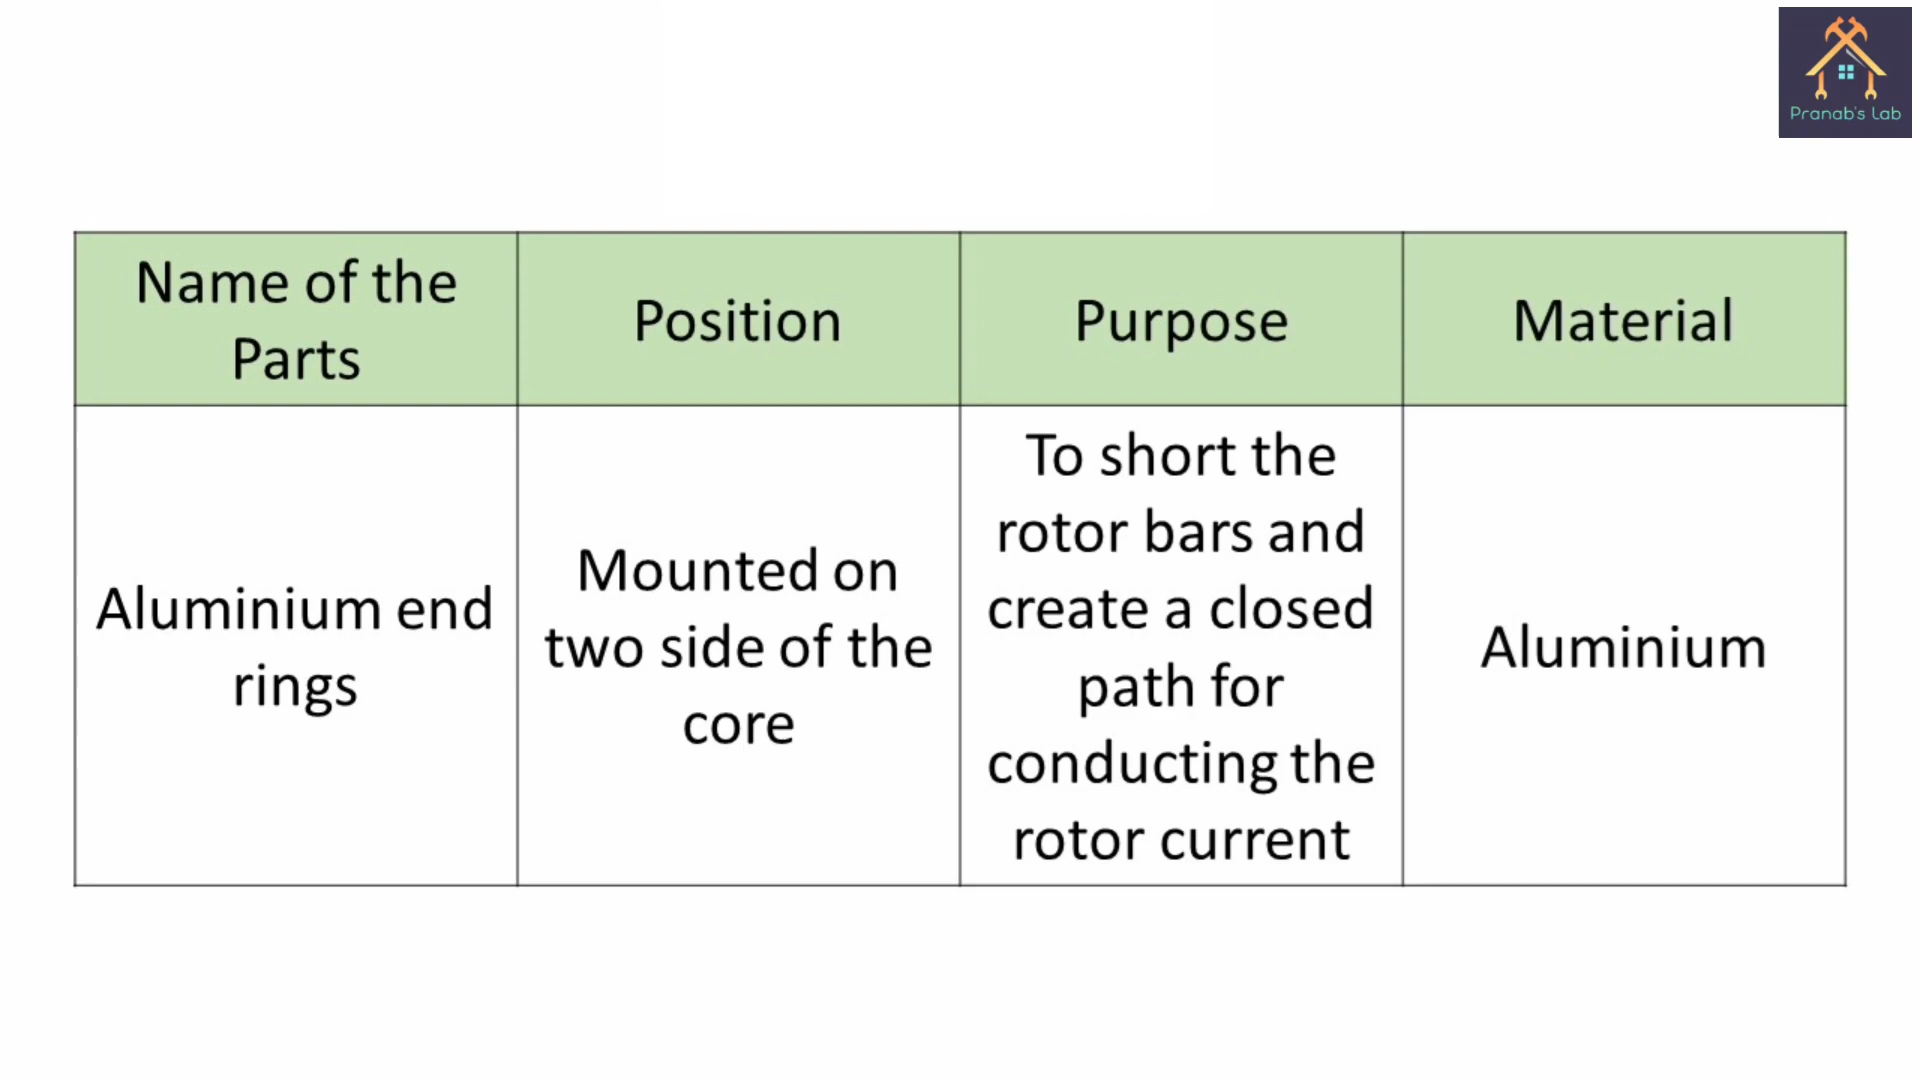 Pranab's Lab
Name of the
Parts
Position
Purpose
Material
Aluminium end
rings
Mounted on
two side of the
core
To short the
rotor bars and
create a closed
path for
conducting the
rotor current
Aluminium